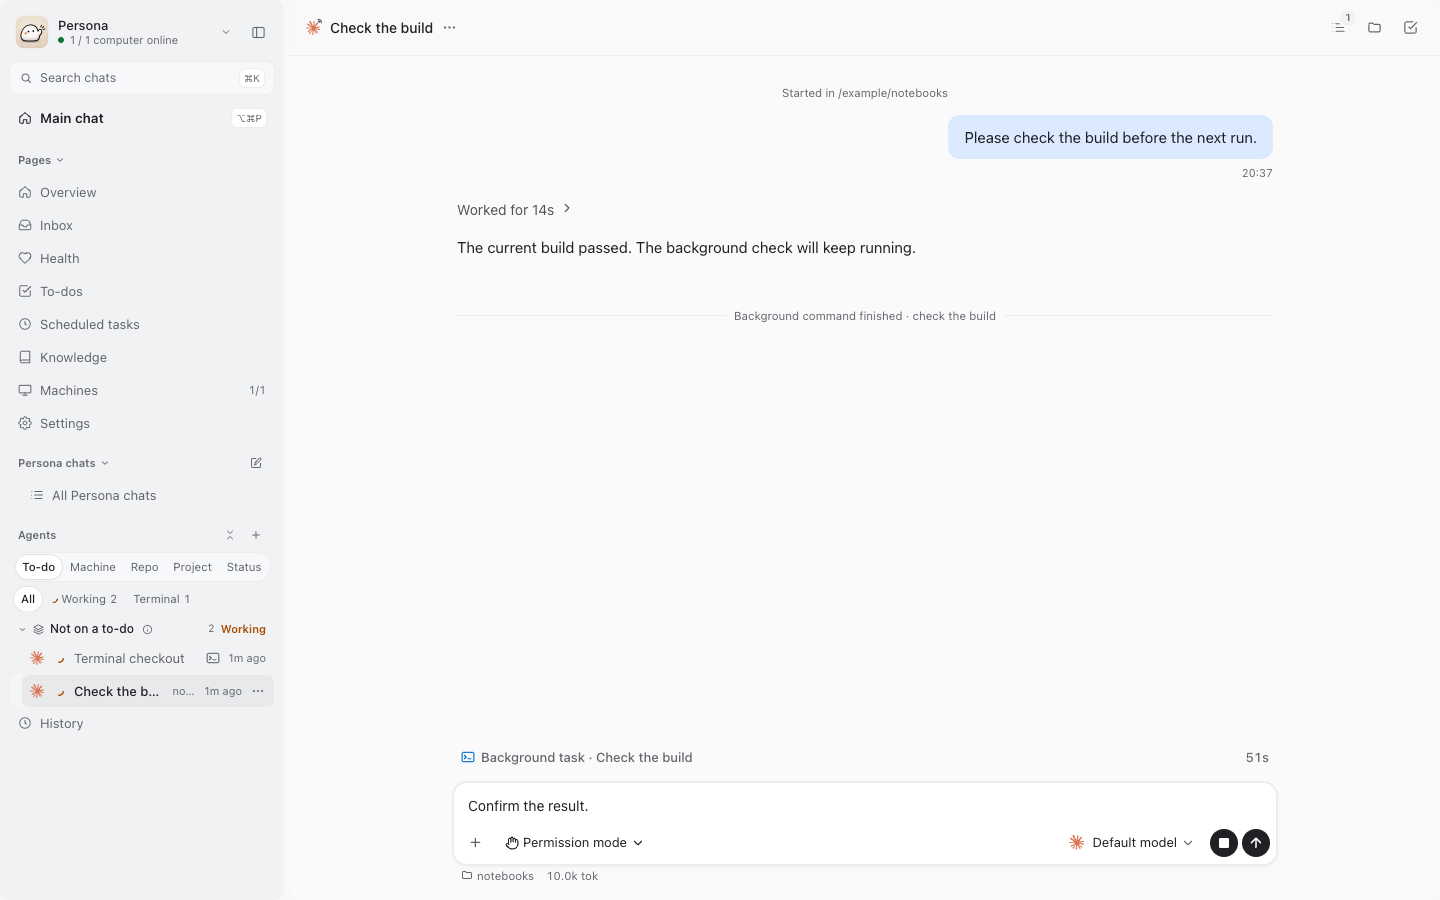 Persona
1 / 1 computer online
Search chats ⌘K
Main chat ⌥⌘P
Pages
Overview
Inbox
Health
To-dos
Scheduled tasks
Knowledge
Machines 1/1
Settings
Persona chats
All Persona chats
Agents
To-do Machine Repo Project Status
All Working 2 Terminal 1
Not on a to-do 2 Working
Terminal checkout 1m ago
Check the b... no... 1m ago ...
History
Check the build ...
1
Started in /example/notebooks
Please check the build before the next run.
20:37
Worked for 14s
The current build passed. The background check will keep running.
Background command finished · check the build
Background task · Check the build 51s
Confirm the result.
Permission mode Default model
notebooks 10.0k tok